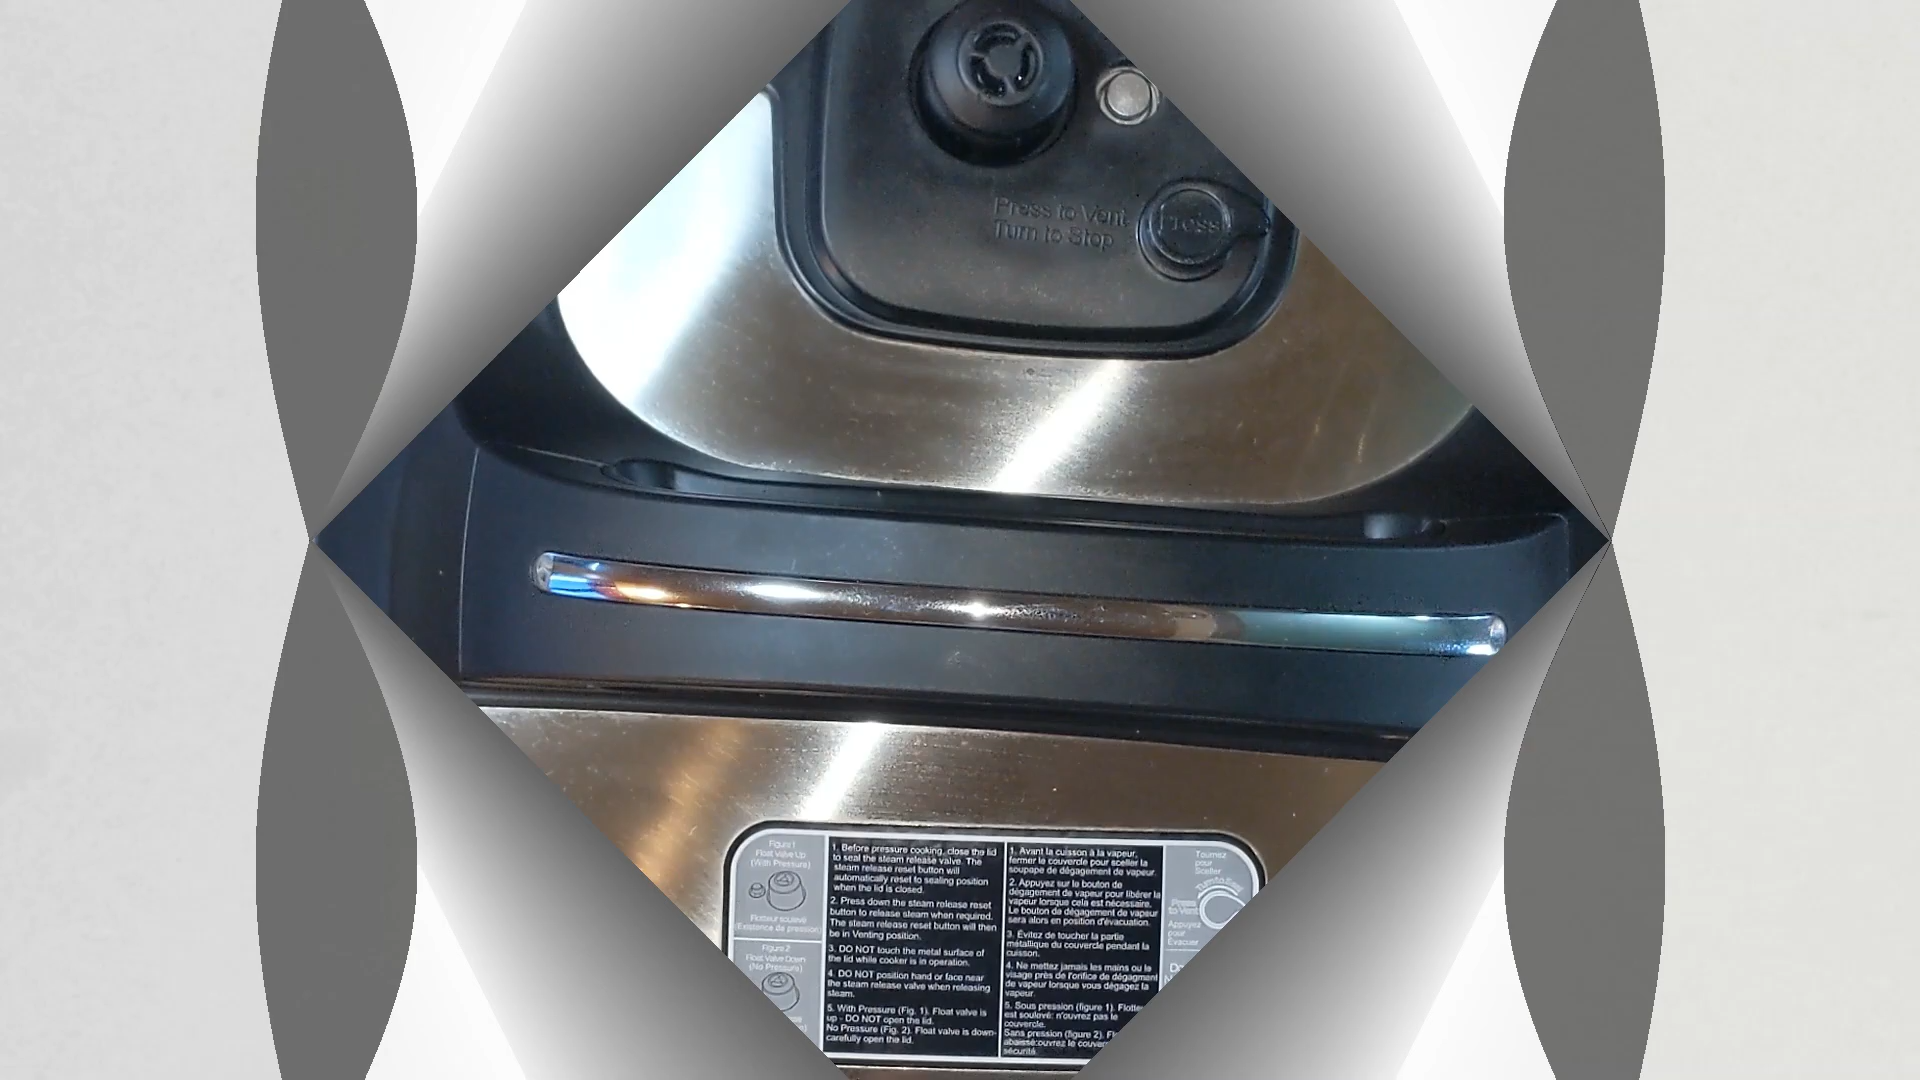 Press to Vent
Turn to Stop
Press
Figure 1
Float Valve Up
(With Pressure)
Flotteur soulevé
(Existence de pression)
Figure 2
Float Valve Down
(No Pressure)
1. Before pressure cooking, close the lid
to seal the steam release valve. The
steam release reset button will
automatically reset to sealing position
when the lid is closed.
2. Press down the steam release reset
button to release steam when required.
The steam release reset button will then
be in Venting position.
3. DO NOT touch the metal surface of
the lid while cooker is in operation.
4. DO NOT position hand or face near
the steam release valve when releasing
steam.
5. With Pressure (Fig. 1). Float valve is
up - DO NOT open the lid.
No Pressure (Fig. 2). Float valve is down-
carefully open the lid.
1. Avant la cuisson à la vapeur,
fermer le couvercle pour sceller la
soupape de dégagement de vapeur.
2. Appuyez sur le bouton de
dégagement de vapeur pour libérer la
vapeur lorsque cela est nécessaire.
Le bouton de dégagement de vapeur
sera alors en position d'évacuation.
3. Évitez de toucher la partie
métallique du couvercle pendant la
cuisson.
4. Ne mettez jamais les mains ou le
visage près de l'orifice de dégagment
de vapeur lorsque vous dégagez la
vapeur.
5. Sous pression (figure 1). Flotte
est soulevé: n'ouvrez pas le
couvercle.
Sans pression (figure 2). Fl
abaissé:ouvrez le couver
sécurité.
Tournez
pour
Sceller
Turn to Seal
Press
to Vent
Appuyez
pour
Évacuer